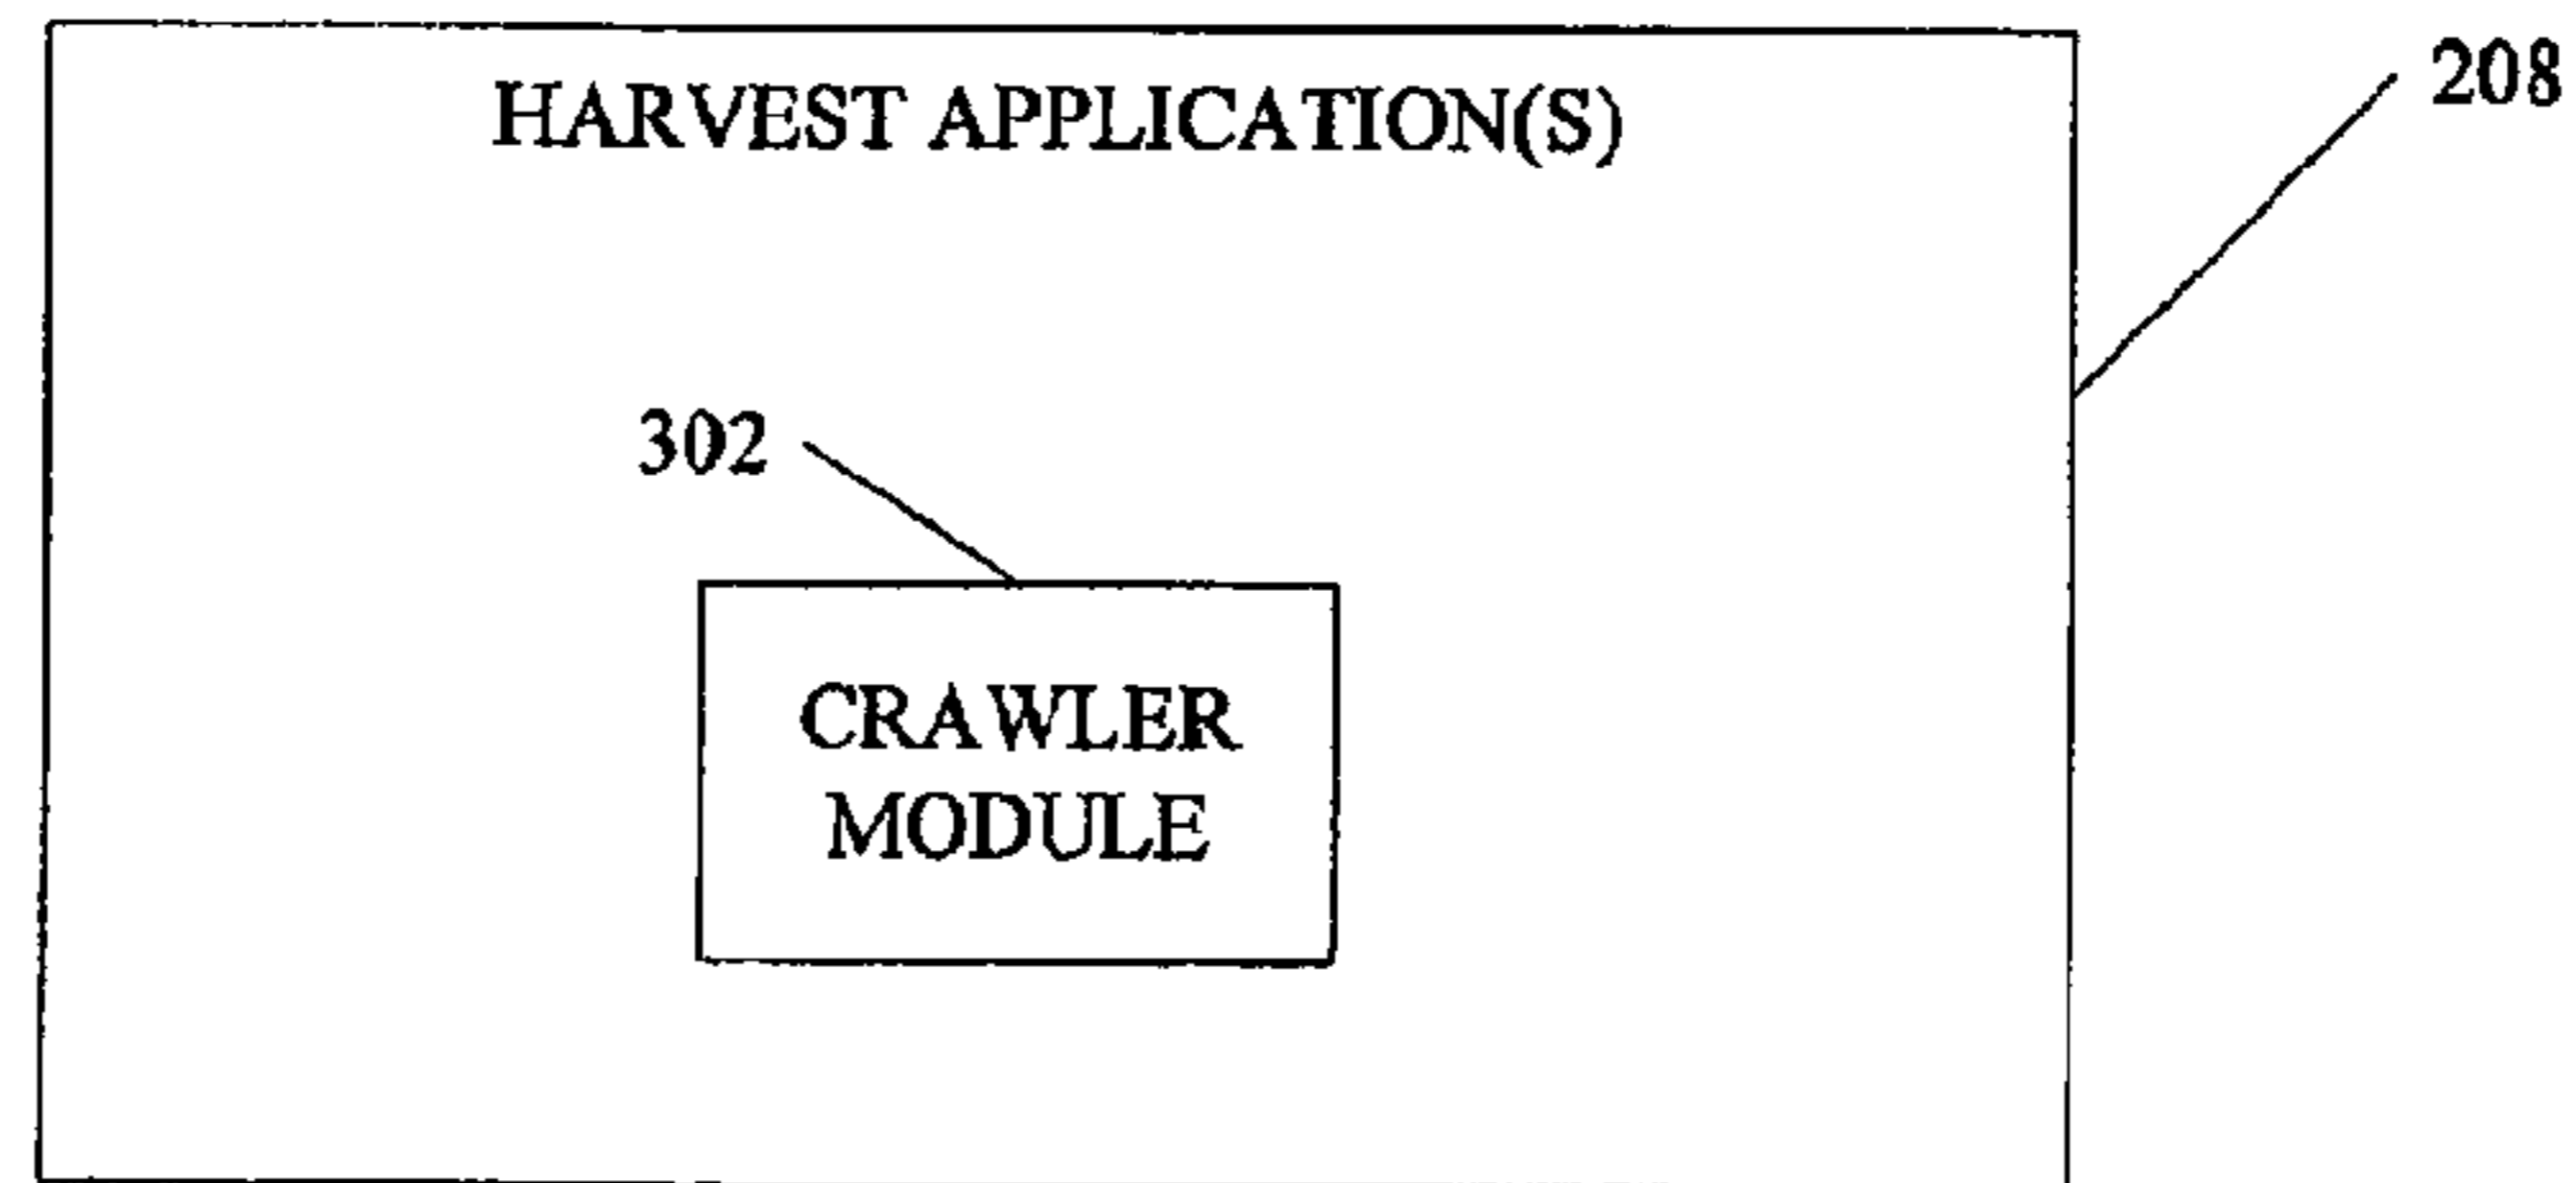 HARVEST APPLICATION(S)
208
302
CRAWLER
MODULE